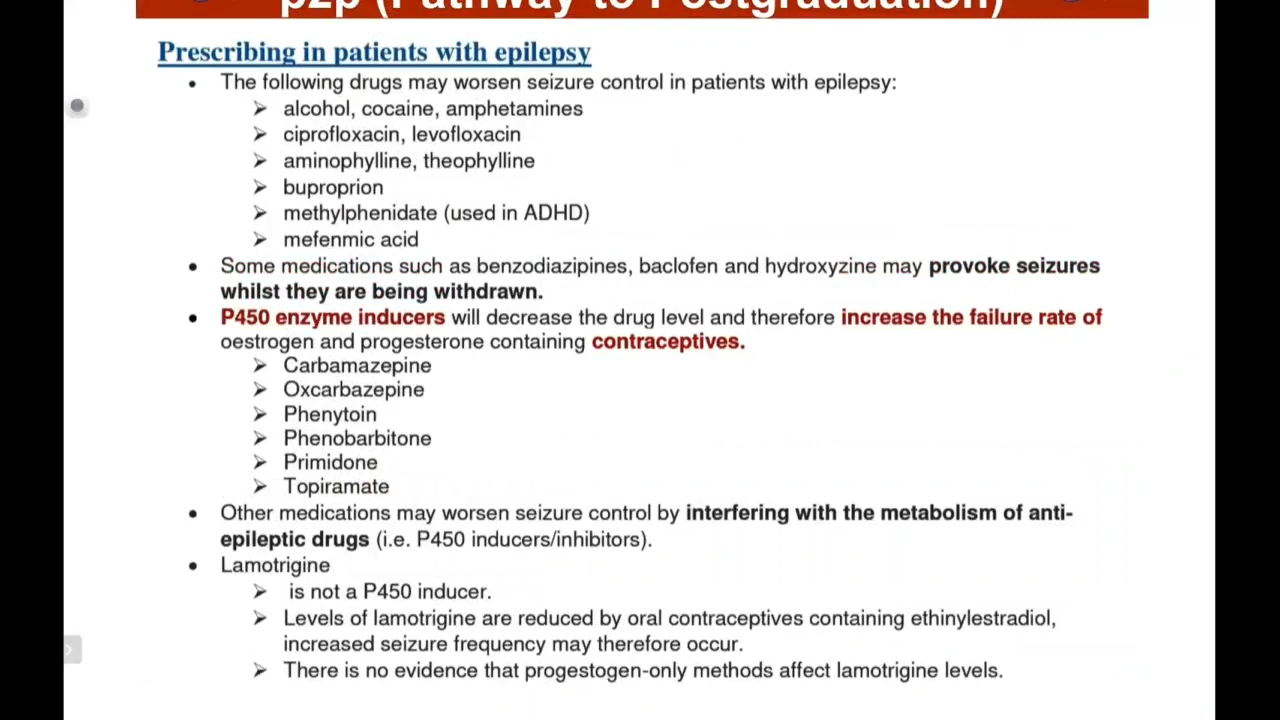 p2p (Pathway to Postgraduation)
Prescribing in patients with epilepsy
• The following drugs may worsen seizure control in patients with epilepsy:
➢ alcohol, cocaine, amphetamines
➢ ciprofloxacin, levofloxacin
➢ aminophylline, theophylline
➢ buproprion
➢ methylphenidate (used in ADHD)
➢ mefenmic acid
• Some medications such as benzodiazipines, baclofen and hydroxyzine may provoke seizures
whilst they are being withdrawn.
• P450 enzyme inducers will decrease the drug level and therefore increase the failure rate of
oestrogen and progesterone containing contraceptives.
➢ Carbamazepine
➢ Oxcarbazepine
➢ Phenytoin
➢ Phenobarbitone
➢ Primidone
➢ Topiramate
• Other medications may worsen seizure control by interfering with the metabolism of anti-
epileptic drugs (i.e. P450 inducers/inhibitors).
• Lamotrigine
➢ is not a P450 inducer.
➢ Levels of lamotrigine are reduced by oral contraceptives containing ethinylestradiol,
increased seizure frequency may therefore occur.
➢ There is no evidence that progestogen-only methods affect lamotrigine levels.